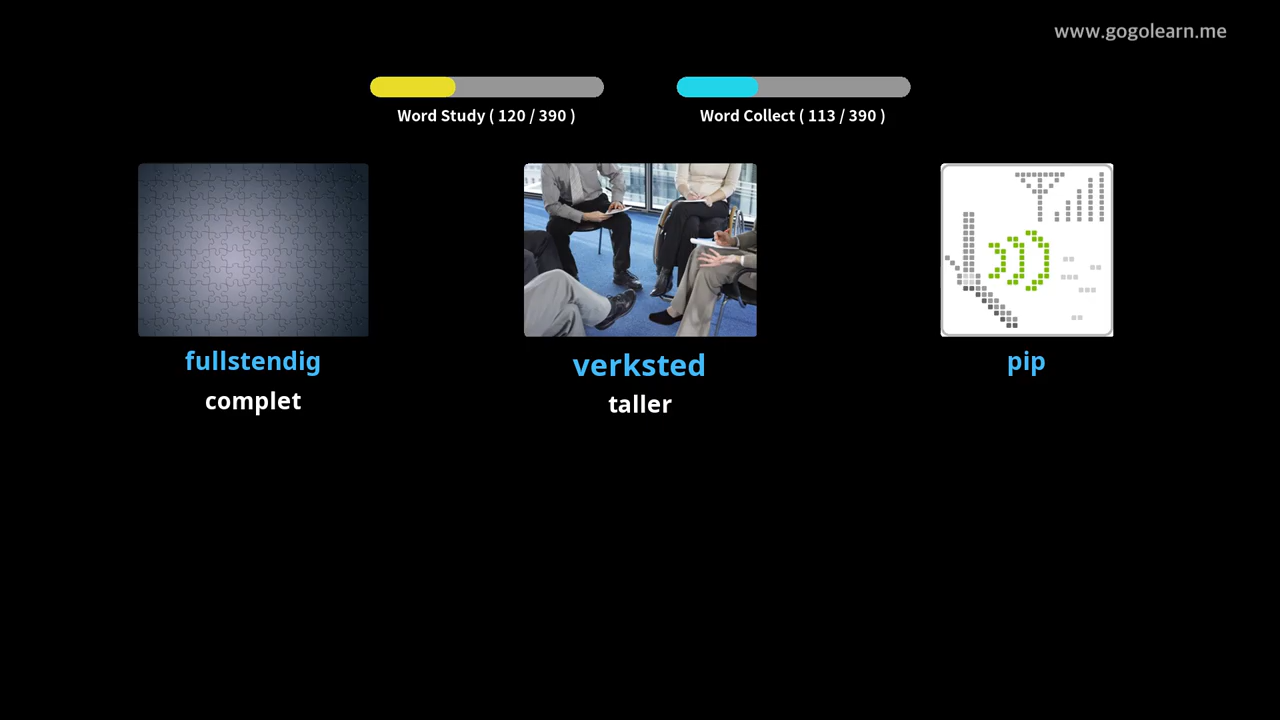 www.gogolearn.me
Word Study ( 120 / 390 )
Word Collect ( 113 / 390 )
fullstendig
verksted
pip
complet
taller